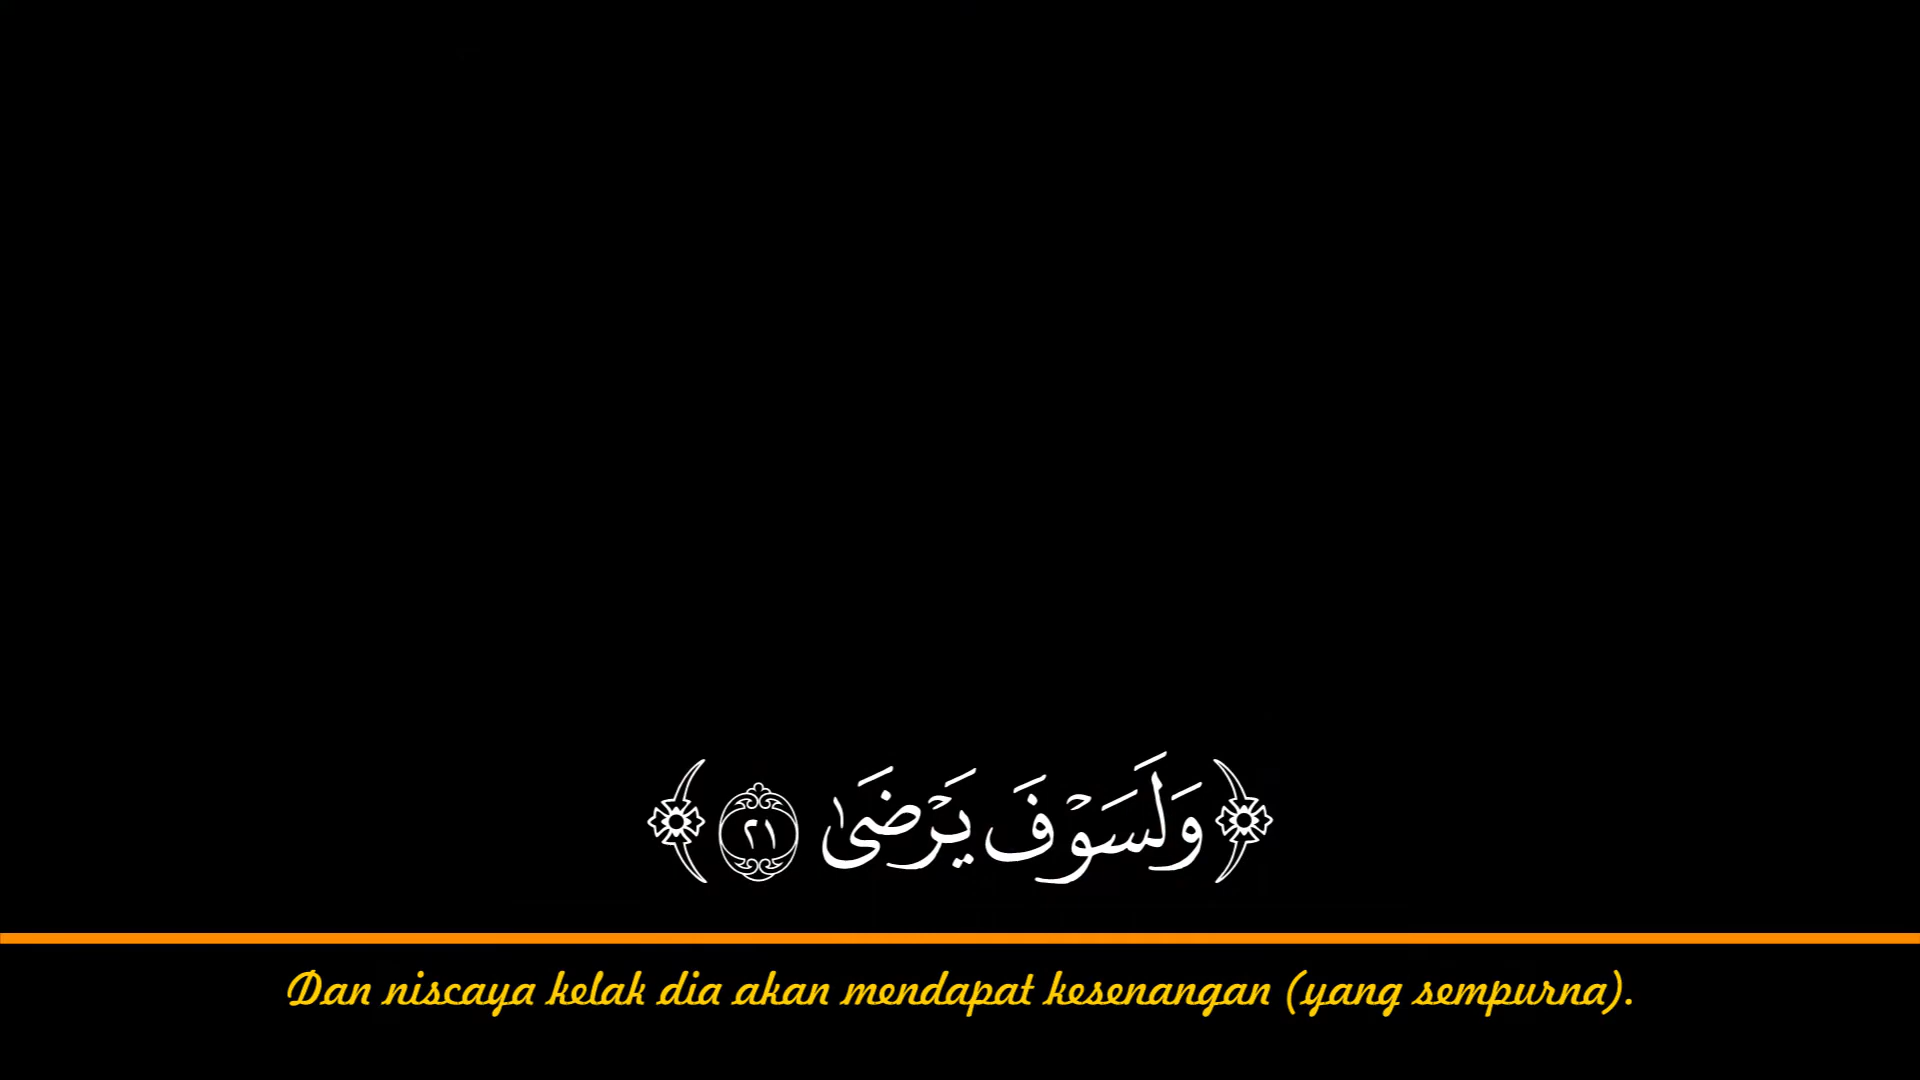 ﴿وَلَسَوْفَ يَرْضَىٰ ٢١﴾
Dan niscaya kelak dia akan mendapat kesenangan (yang sempurna).